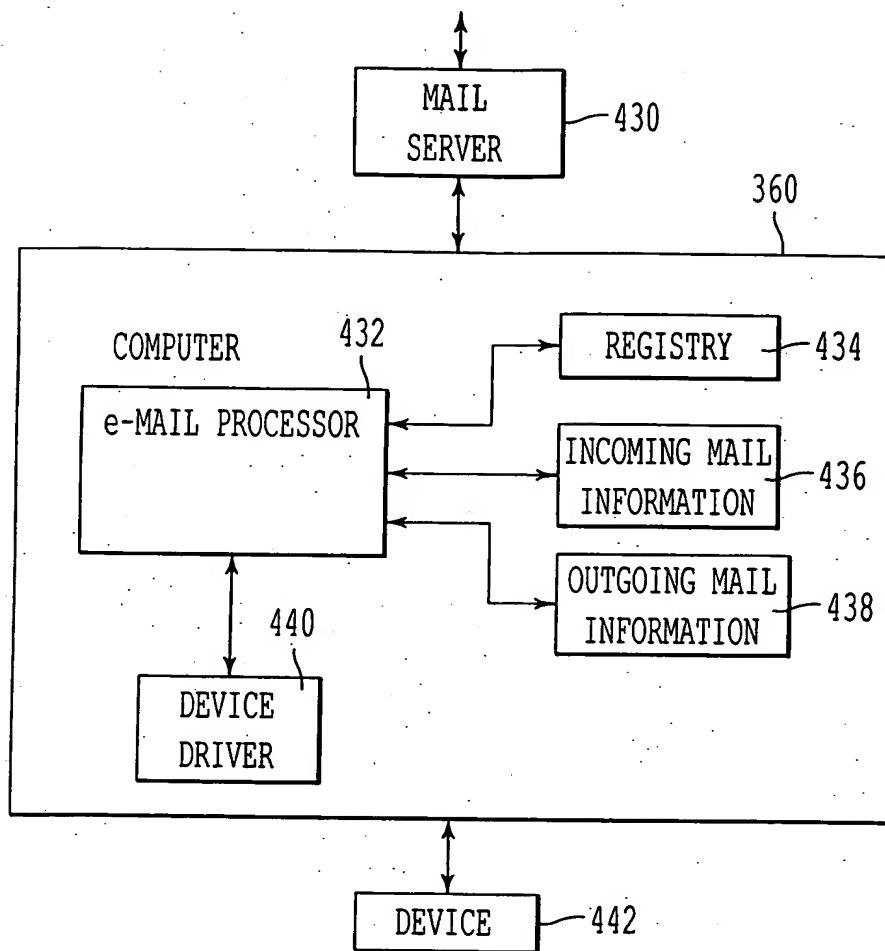 MAIL
SERVER
430
360
COMPUTER
432
e-MAIL PROCESSOR
REGISTRY
434
INCOMING MAIL
INFORMATION
436
OUTGOING MAIL
INFORMATION
438
440
DEVICE
DRIVER
DEVICE
442